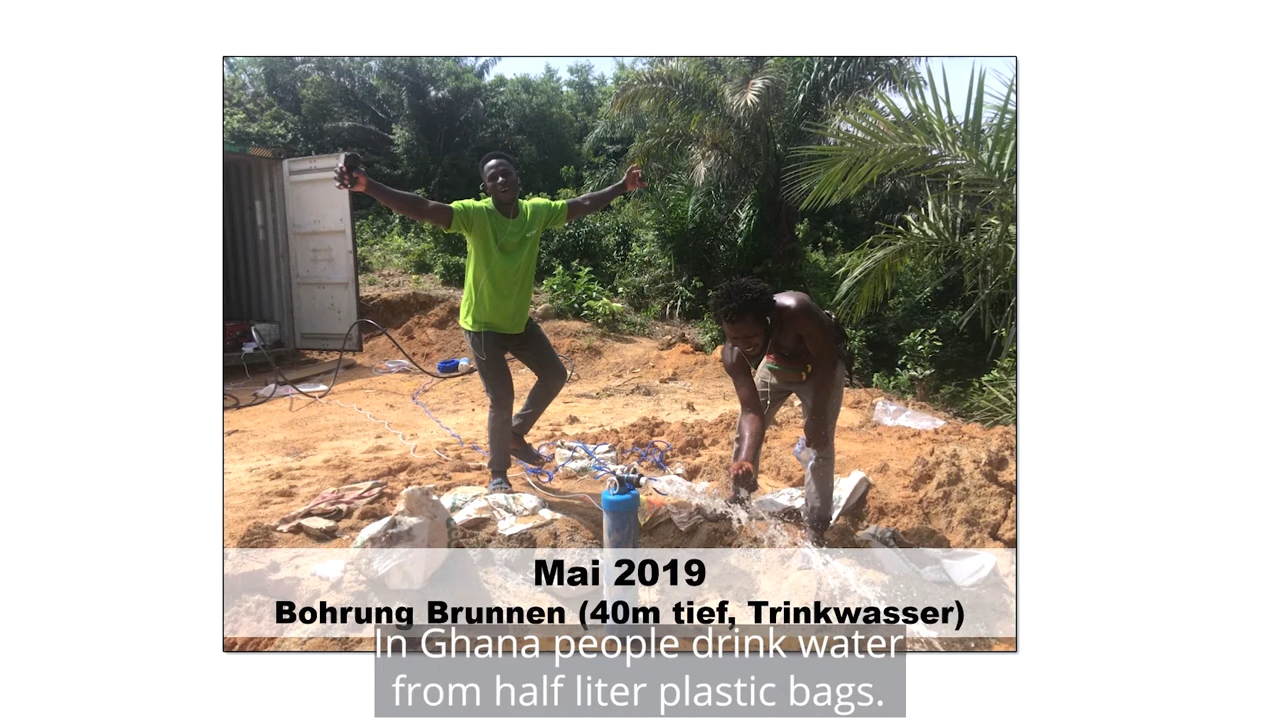 Mai 2019
Bohrung Brunnen (40m tief, Trinkwasser)
In Ghana people drink water
from half liter plastic bags.